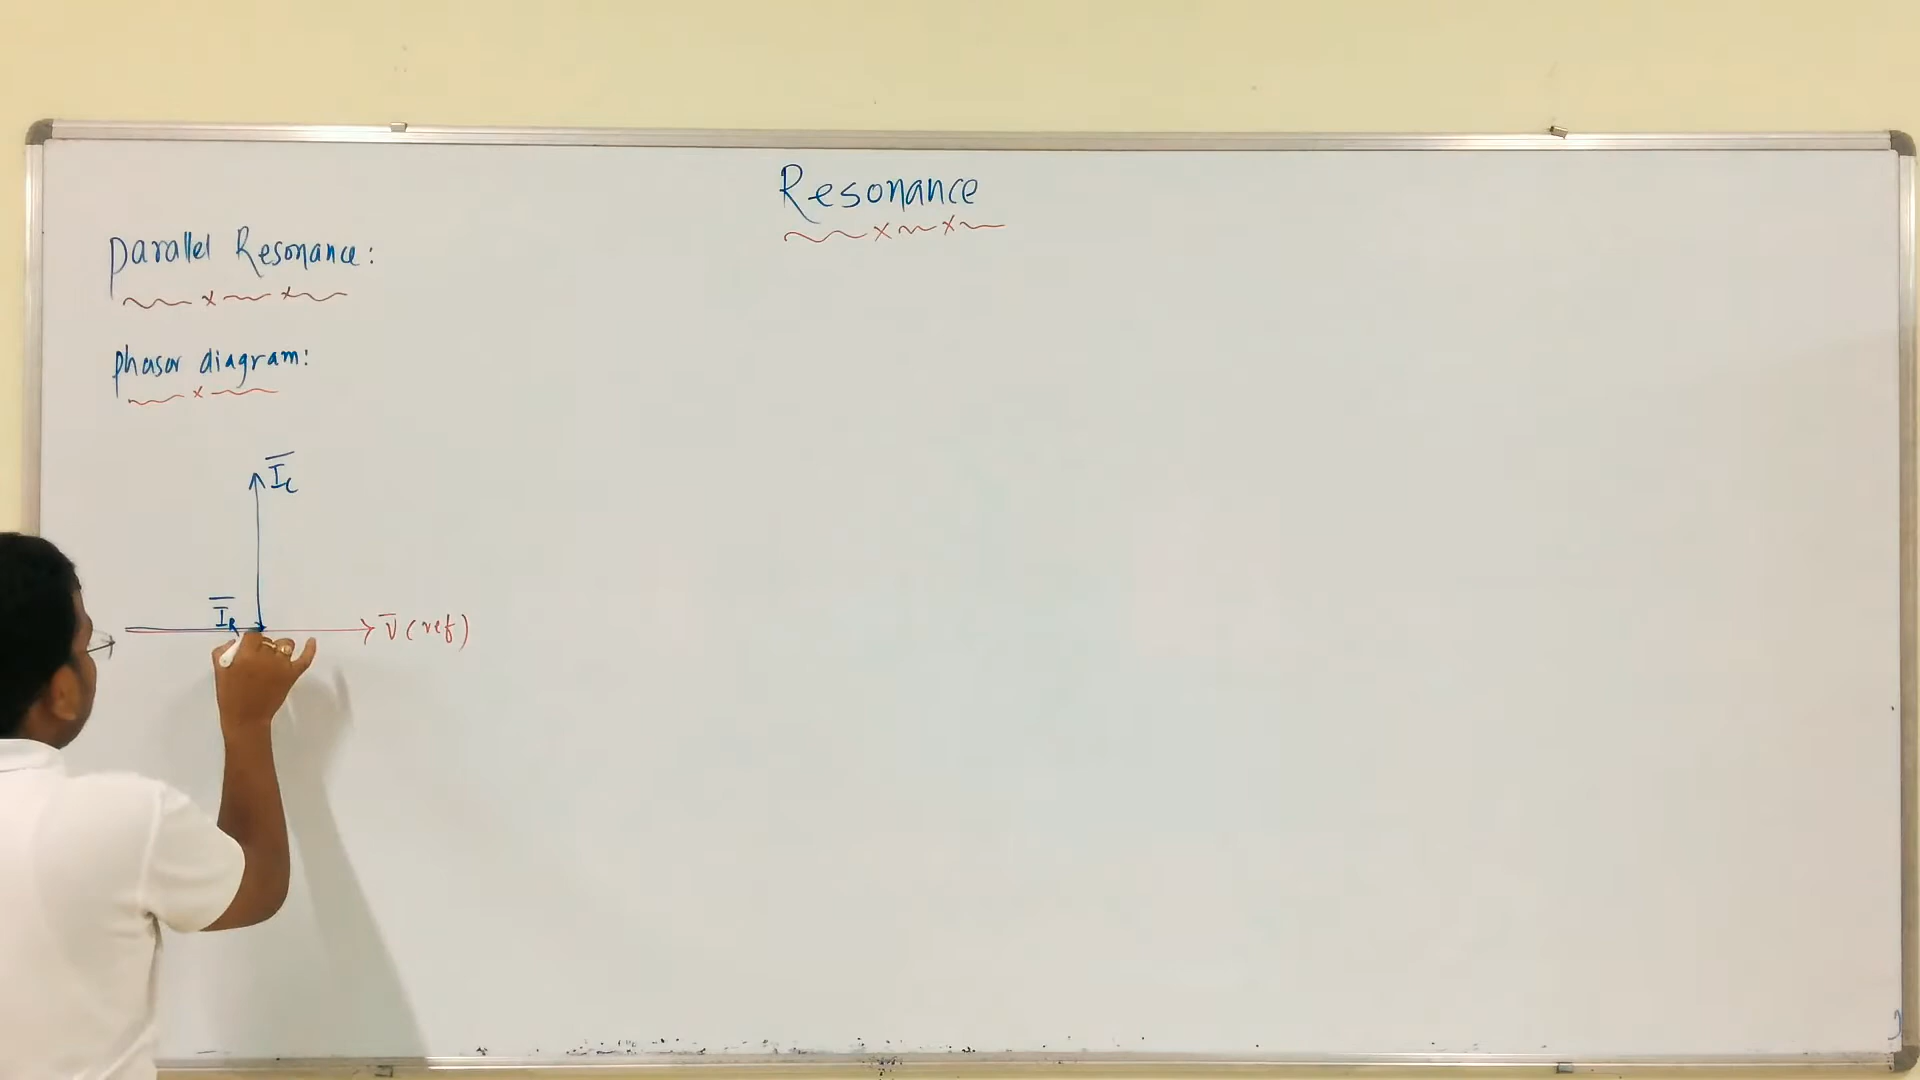 Resonance
Parallel Resonance:
phasor diagram:
I̅c
I̅R
V̅ (ref)